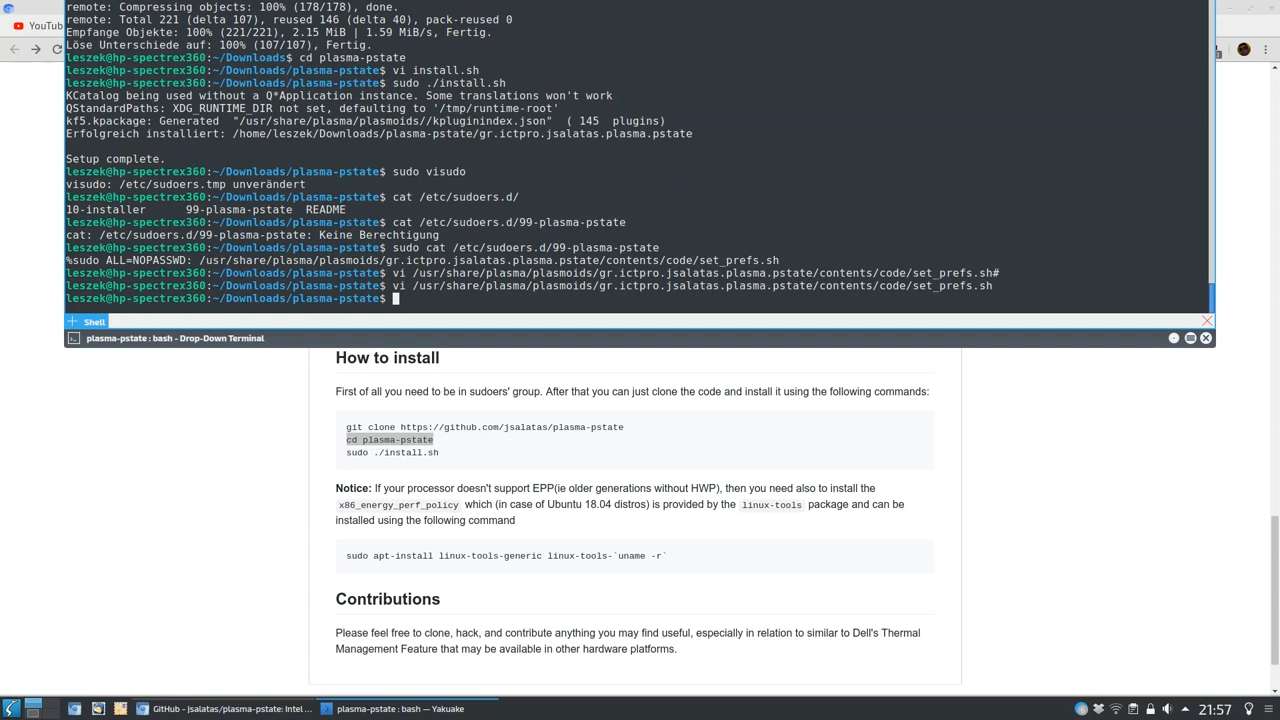 remote: Compressing objects: 100% (178/178), done.
remote: Total 221 (delta 107), reused 146 (delta 40), pack-reused 0
Empfange Objekte: 100% (221/221), 2.15 MiB | 1.59 MiB/s, Fertig.
Löse Unterschiede auf: 100% (107/107), Fertig.
YouTu
leszek@hp-spectrex360:~/Downloads$ cd plasma-pstate
leszek@hp-spectrex360:~/Downloads/plasma-pstate$ vi install.sh
leszek@hp-spectrex360:~/Downloads/plasma-pstate$ sudo ./install.sh
KCatalog being used without a Q*Application instance. Some translations won't work
QStandardPaths: XDG_RUNTIME_DIR not set, defaulting to '/tmp/runtime-root'
kf5.kpackage: Generated  "/usr/share/plasma/plasmoids//kpluginindex.json"  ( 145  plugins)
Erfolgreich installiert: /home/leszek/Downloads/plasma-pstate/gr.ictpro.jsalatas.plasma.pstate
Setup complete.
leszek@hp-spectrex360:~/Downloads/plasma-pstate$ sudo visudo
visudo: /etc/sudoers.tmp unverändert
leszek@hp-spectrex360:~/Downloads/plasma-pstate$ cat /etc/sudoers.d/
10-installer      99-plasma-pstate  README
leszek@hp-spectrex360:~/Downloads/plasma-pstate$ cat /etc/sudoers.d/99-plasma-pstate
cat: /etc/sudoers.d/99-plasma-pstate: Keine Berechtigung
leszek@hp-spectrex360:~/Downloads/plasma-pstate$ sudo cat /etc/sudoers.d/99-plasma-pstate
%sudo ALL=NOPASSWD: /usr/share/plasma/plasmoids/gr.ictpro.jsalatas.plasma.pstate/contents/code/set_prefs.sh
leszek@hp-spectrex360:~/Downloads/plasma-pstate$ vi /usr/share/plasma/plasmoids/gr.ictpro.jsalatas.plasma.pstate/contents/code/set_prefs.sh#
leszek@hp-spectrex360:~/Downloads/plasma-pstate$ vi /usr/share/plasma/plasmoids/gr.ictpro.jsalatas.plasma.pstate/contents/code/set_prefs.sh
leszek@hp-spectrex360:~/Downloads/plasma-pstate$
Shell
plasma-pstate : bash - Drop-Down Terminal
How to install
First of all you need to be in sudoers' group. After that you can just clone the code and install it using the following commands:
git clone https://github.com/jsalatas/plasma-pstate
cd plasma-pstate
sudo ./install.sh
Notice: If your processor doesn't support EPP(ie older generations without HWP), then you need also to install the
x86_energy_perf_policy which (in case of Ubuntu 18.04 distros) is provided by the linux-tools package and can be
installed using the following command
sudo apt-install linux-tools-generic linux-tools-`uname -r`
Contributions
Please feel free to clone, hack, and contribute anything you may find useful, especially in relation to similar to Dell's Thermal
Management Feature that may be available in other hardware platforms.
GitHub - jsalatas/plasma-pstate: Intel ...
plasma-pstate : bash — Yakuake
21:57